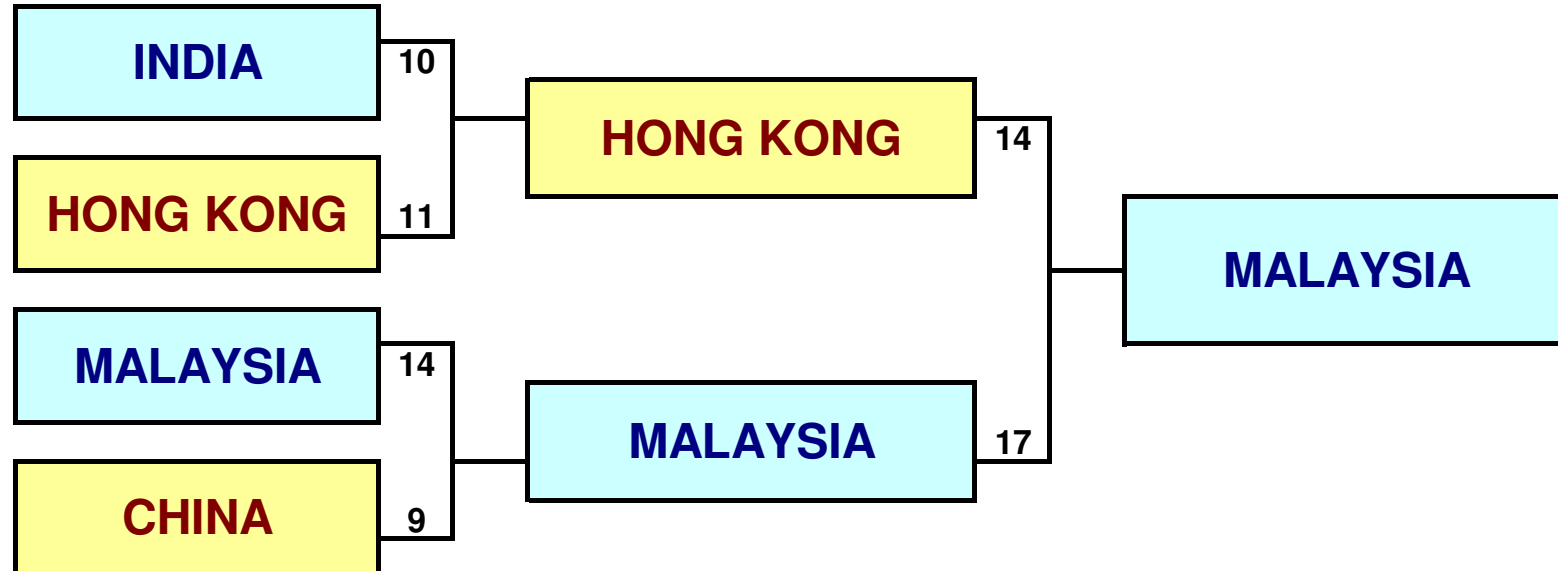 INDIA
10
HONG KONG
11
MALAYSIA
14
CHINA
9
HONG KONG
14
MALAYSIA
17
MALAYSIA